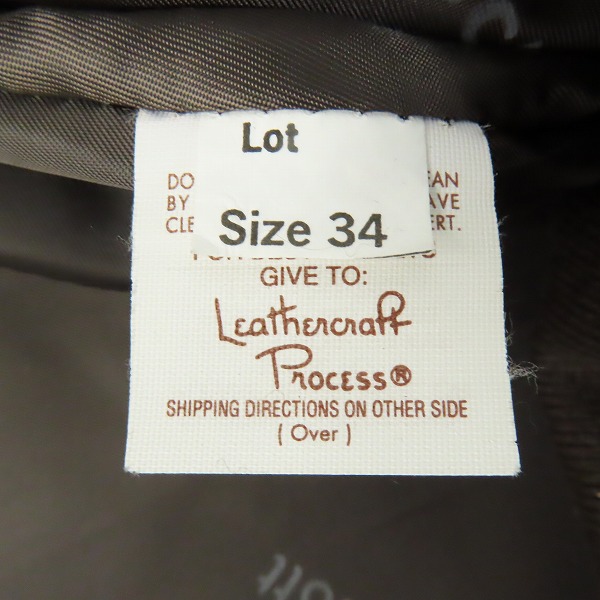 Lot
DO EAN
BY AVE
CLE ERT.
Size 34
GIVE TO:
Leathercraft
Process®
SHIPPING DIRECTIONS ON OTHER SIDE
( Over )
ott